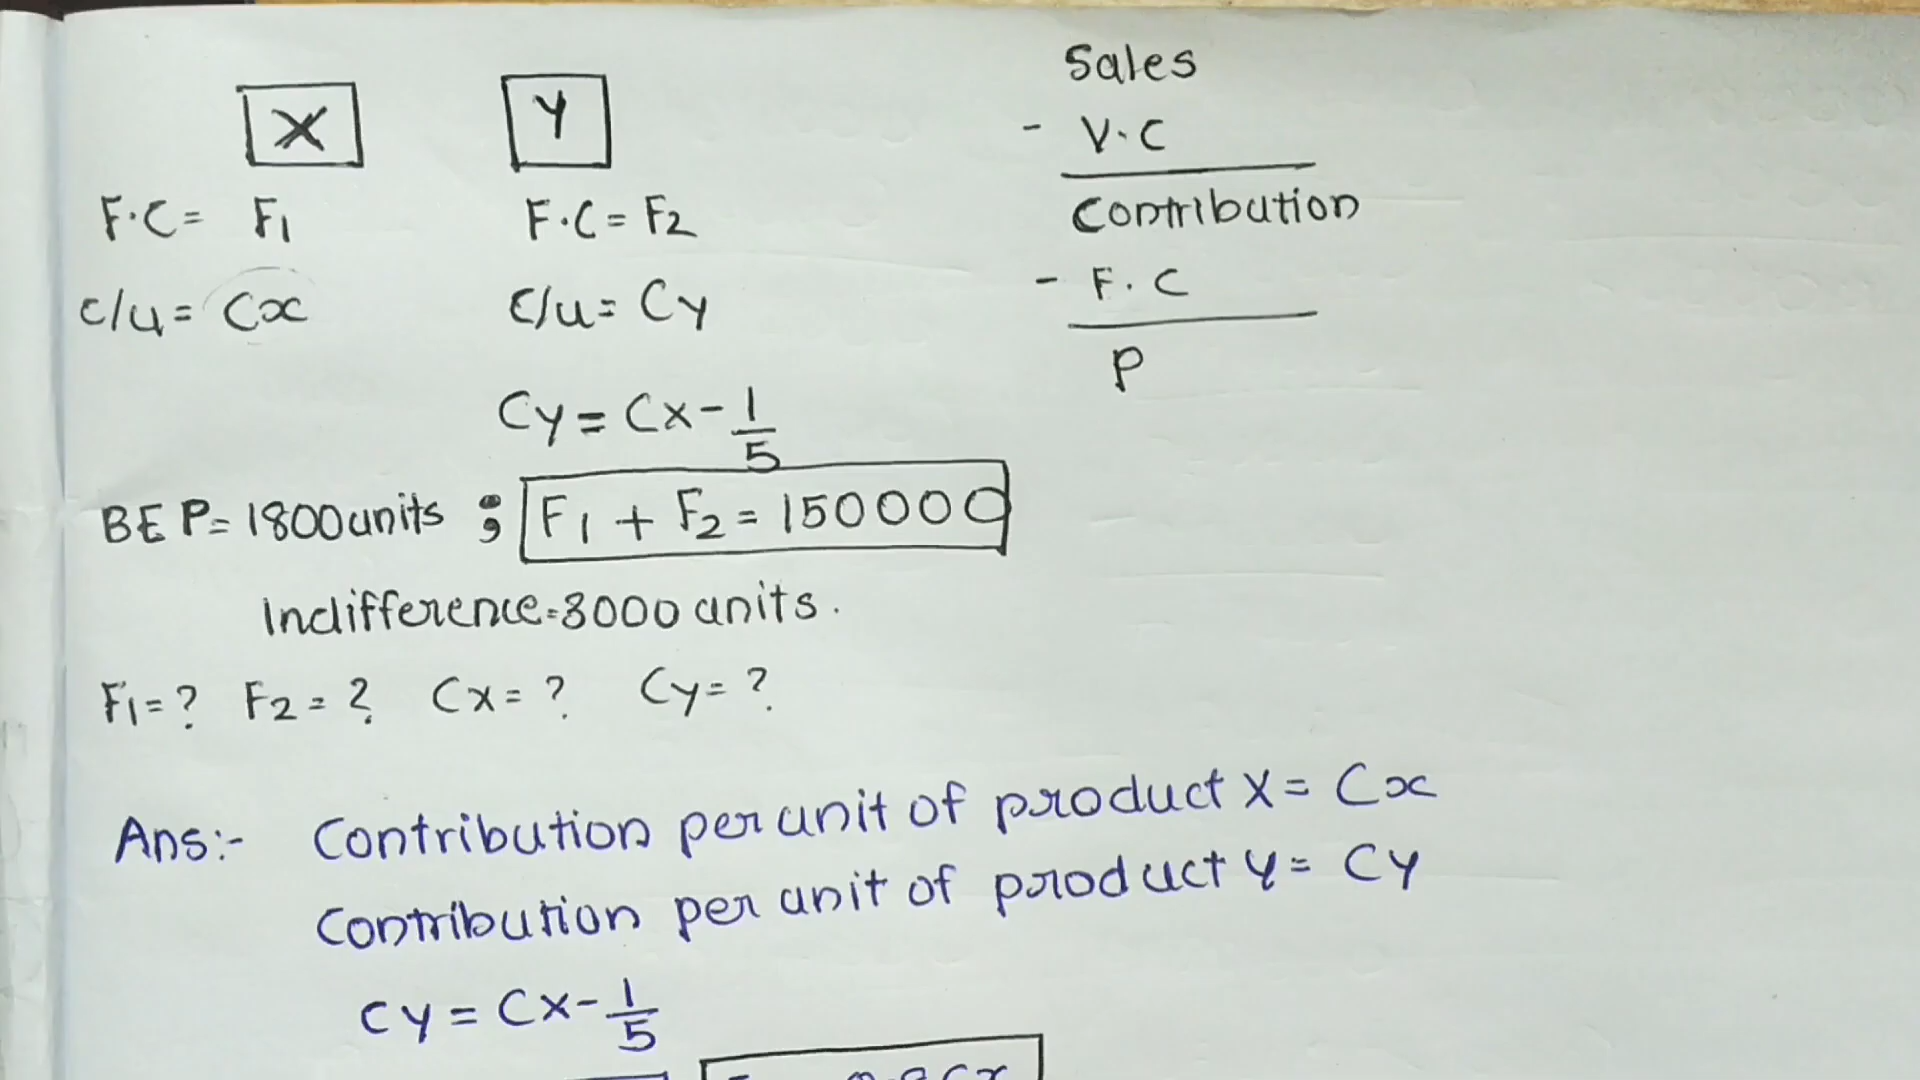 X Y
F.C = F1 F.C = F2
c/u = Cx c/u = Cy
Cy = Cx - 1/5
BEP = 1800 units ; F1 + F2 = 150000
Indifference = 3000 units.
F1 = ? F2 = ? Cx = ? Cy = ?
Sales
- V.C
Contribution
- F.C
P
Ans:- Contribution per unit of product X = Cx
Contribution per unit of product Y = Cy
Cy = Cx - 1/5